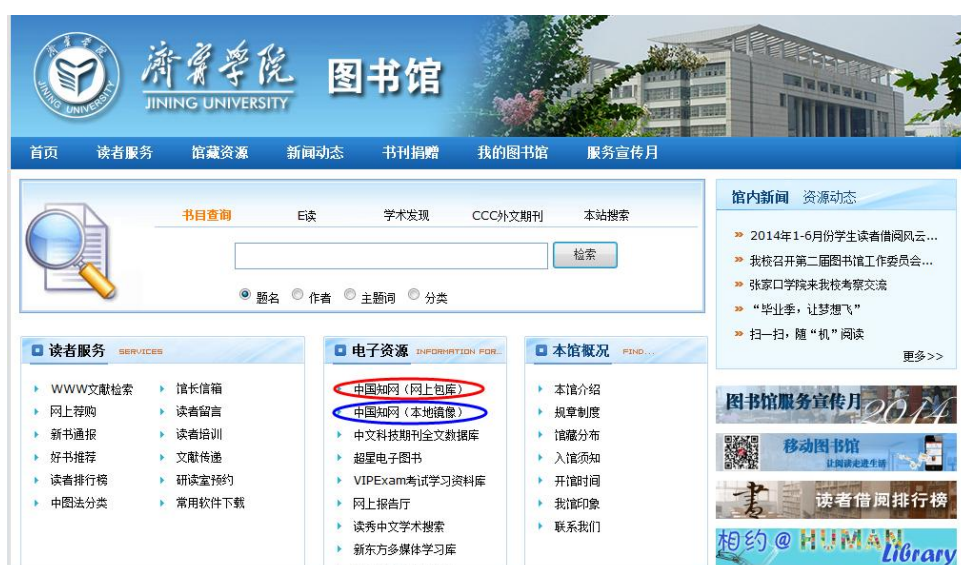 JINING UNIVERSITY
濟寧学院
JINING UNIVERSITY
图书馆
首页 读者服务 馆藏资源 新闻动态 书刊捐赠 我的图书馆 服务宣传月
书目查询 E读 学术发现 CCC外文期刊 本站搜索
检索
题名 作者 主题词 分类
馆内新闻 资源动态
2014年1-6月份学生读者借阅风云...
我校召开第二届图书馆工作委员会...
张家口学院来我校考察交流
“毕业季，让梦想飞”
扫一扫，随“机”阅读
更多>>
读者服务 SERVICES
WWW文献检索 馆长信箱
网上荐购 读者留言
新书通报 读者培训
好书推荐 文献传递
读者排行榜 研读室预约
中图法分类 常用软件下载
电子资源 INFORMATION FOR...
中国知网（网上包库）
中国知网（本地镜像）
中文科技期刊全文数据库
超星电子图书
VIPExam考试学习资料库
网上报告厅
读秀中文学术搜索
新东方多媒体学习库
本馆概况 FIND...
本馆介绍
规章制度
馆藏分布
入馆须知
开馆时间
我馆印象
联系我们
图书馆服务宣传月 2014
移动图书馆
让阅读走进生活
书 读者借阅排行榜
相约@HUMAN Library